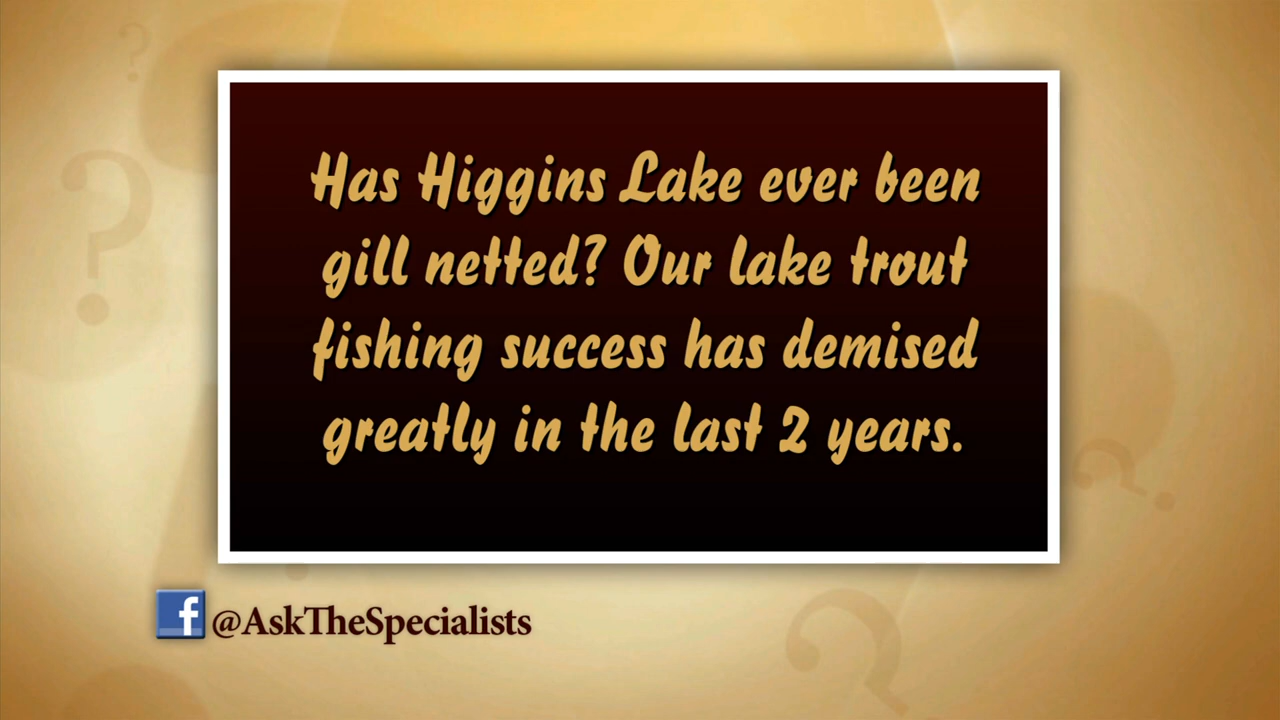 Has Higgins Lake ever been
gill netted? Our lake trout
fishing success has demised
greatly in the last 2 years.
f @AskTheSpecialists